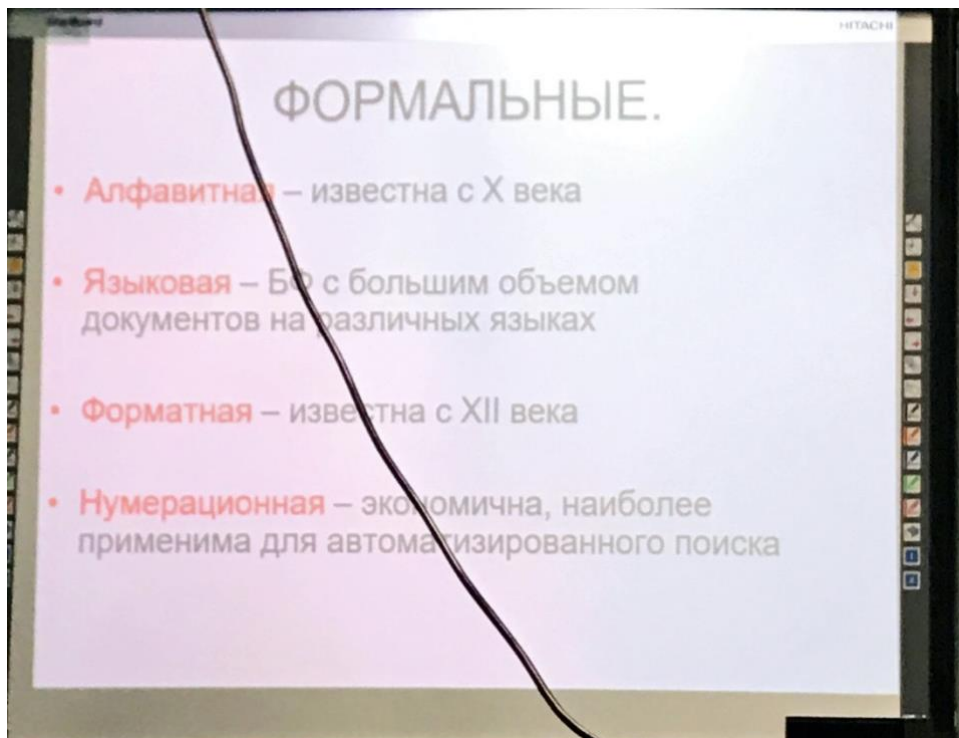 StarBoard
HITACHI
ФОРМАЛЬНЫЕ.
• Алфавитная – известна с X века
• Языковая – БФ с большим объемом
документов на различных языках
• Форматная – известна с XII века
• Нумерационная – экономична, наиболее
применима для автоматизированного поиска